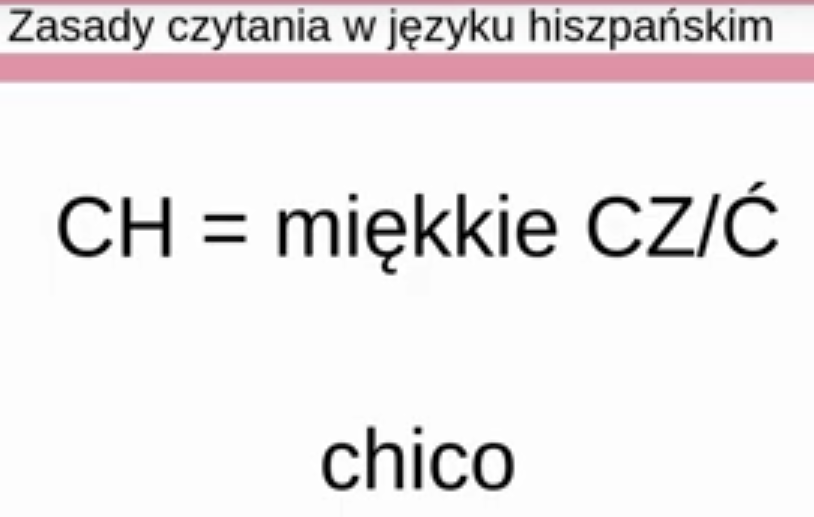 Zasady czytania w języku hiszpańskim
CH = miękkie CZ/Ć
chico